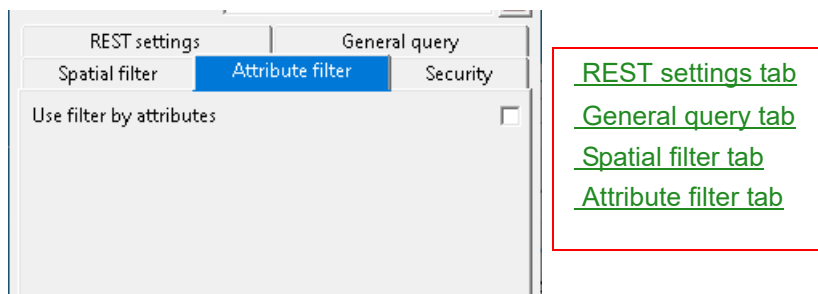 REST settings General query
Spatial filter Attribute filter Security
Use filter by attributes
REST settings tab
General query tab
Spatial filter tab
Attribute filter tab